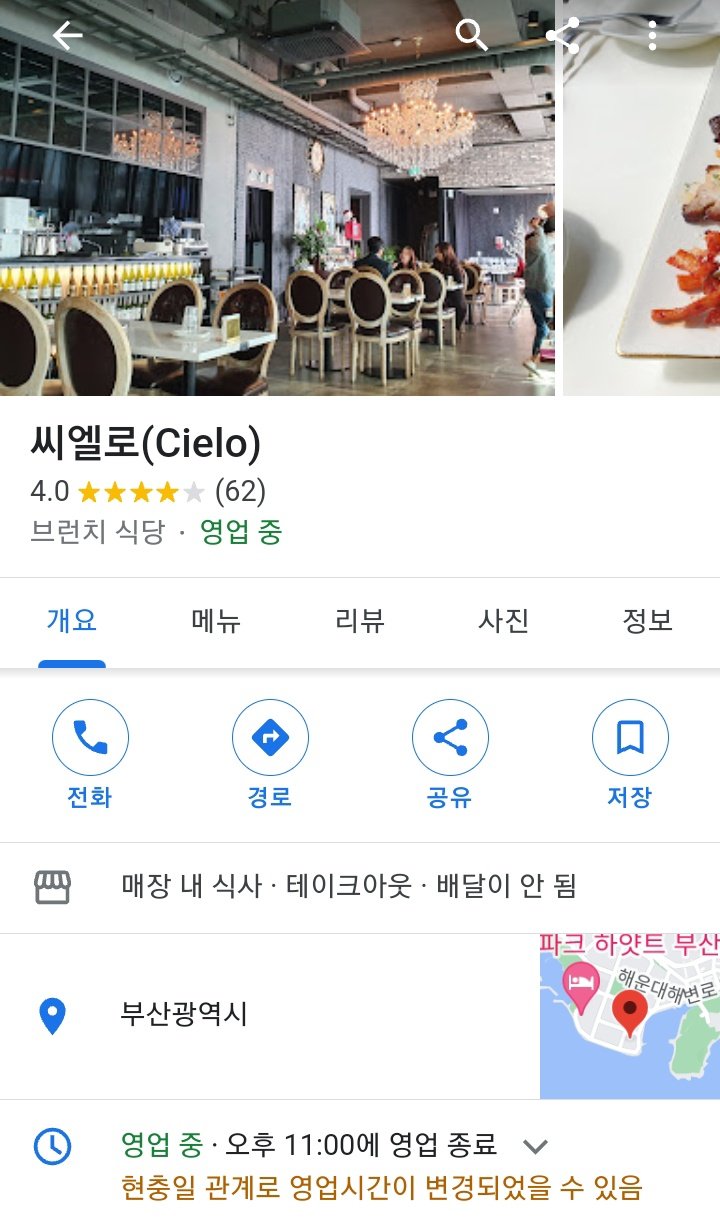 씨엘로(Cielo)
4.0 (62)
브런치 식당 · 영업 중
개요 메뉴 리뷰 사진 정보
전화 경로 공유 저장
매장 내 식사 · 테이크아웃 · 배달이 안 됨
파크 하얏트 부산
해운대해변로
부산광역시
영업 중 · 오후 11:00에 영업 종료
현충일 관계로 영업시간이 변경되었을 수 있음